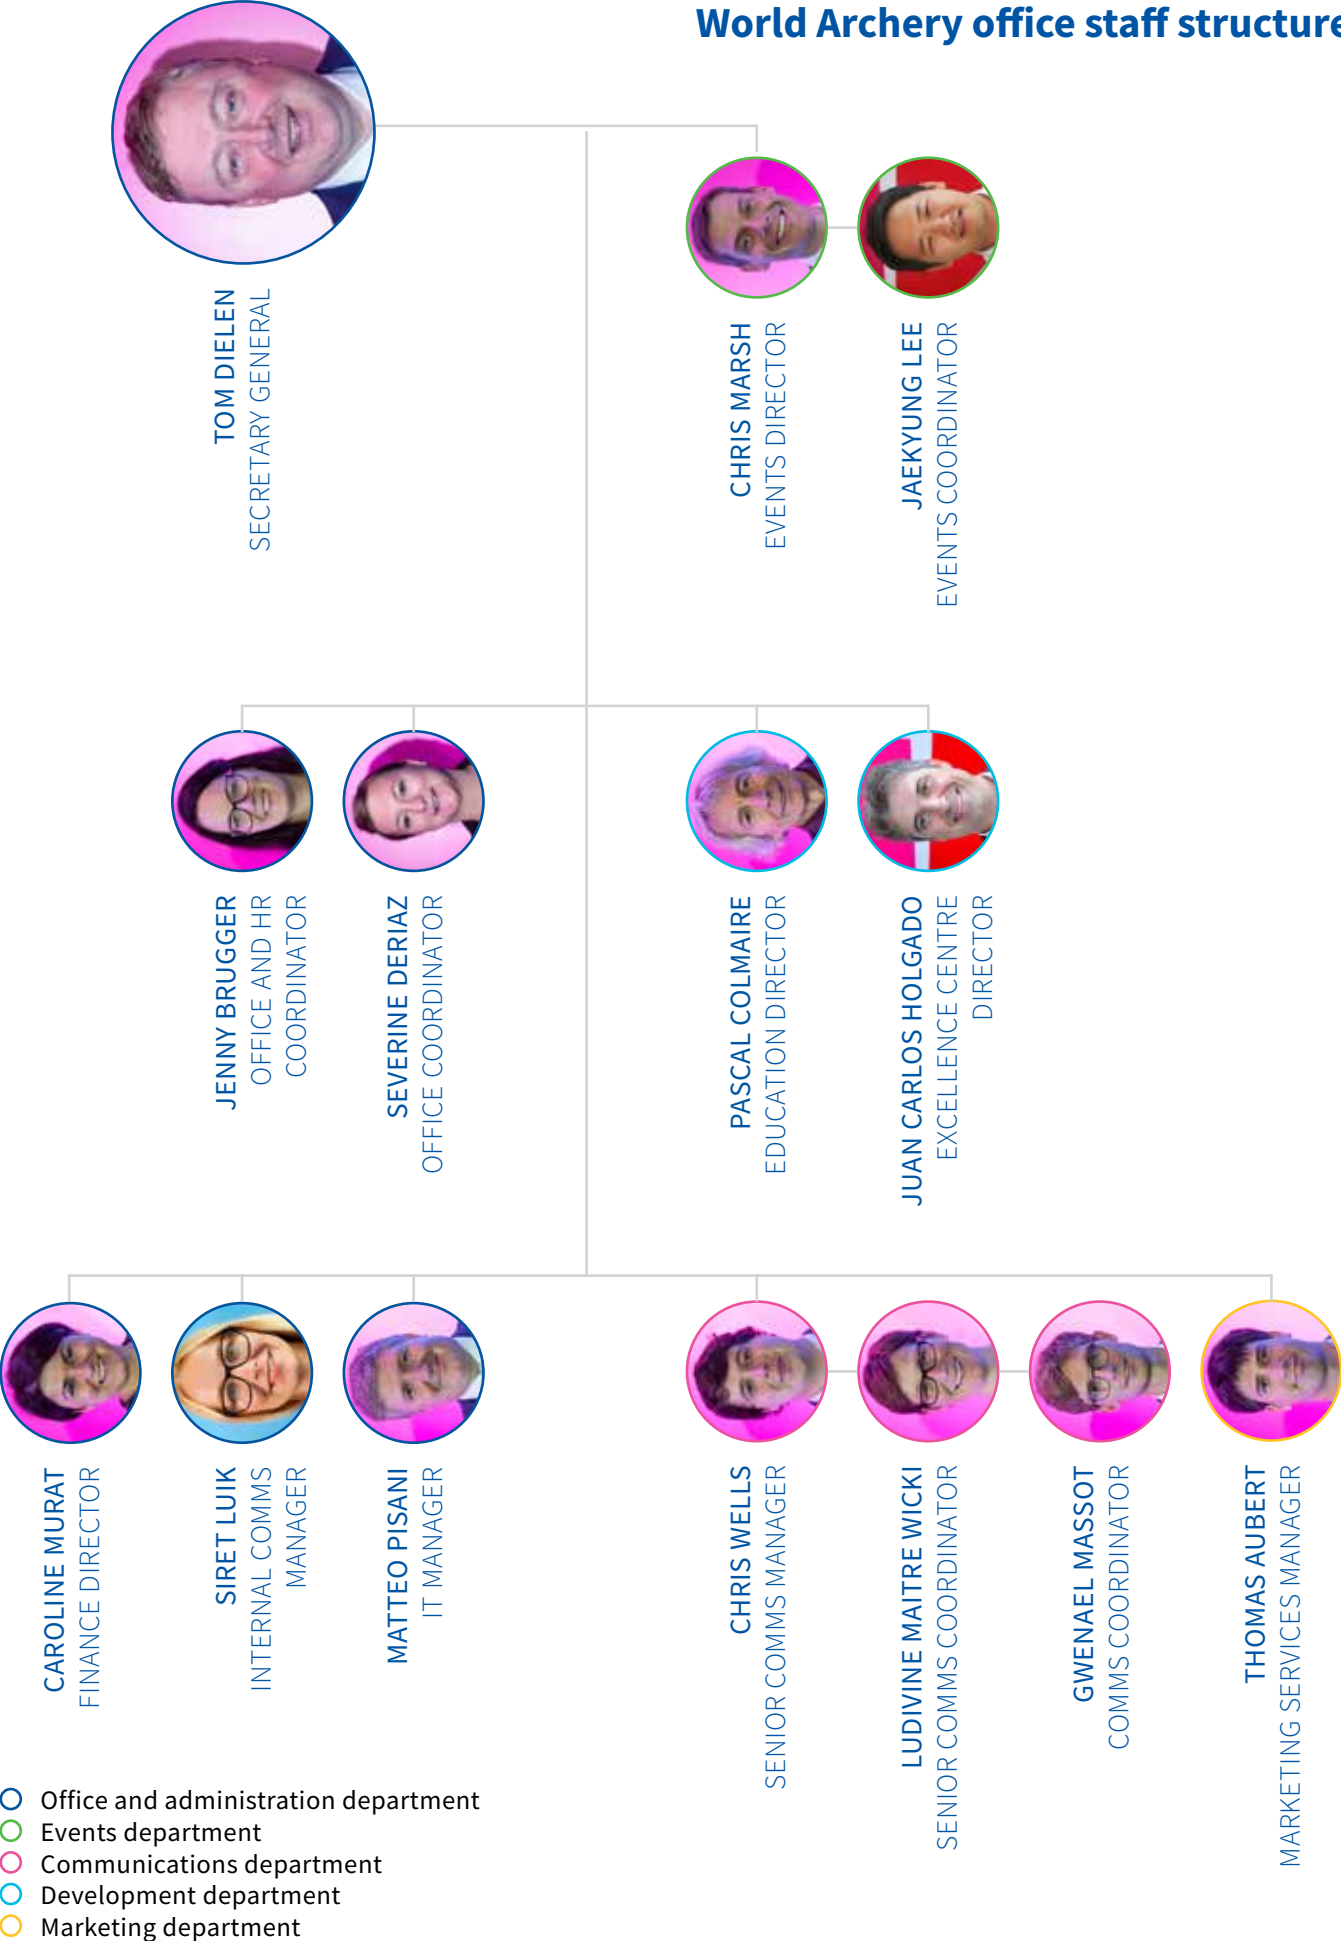 World Archery office staff structure
TOM DIELEN
SECRETARY GENERAL
CHRIS MARSH
EVENTS DIRECTOR
JAEKYUNG LEE
EVENTS COORDINATOR
JENNY BRUGGER
OFFICE AND HR
COORDINATOR
SEVERINE DERIAZ
OFFICE COORDINATOR
PASCAL COLMAIRE
EDUCATION DIRECTOR
JUAN CARLOS HOLGADO
EXCELLENCE CENTRE
DIRECTOR
CAROLINE MURAT
FINANCE DIRECTOR
SIRET LUIK
INTERNAL COMMS
MANAGER
MATTEO PISANI
IT MANAGER
CHRIS WELLS
SENIOR COMMS MANAGER
LUDIVINE MAITRE WICKI
SENIOR COMMS COORDINATOR
GWENAEL MASSOT
COMMS COORDINATOR
THOMAS AUBERT
MARKETING SERVICES MANAGER
Office and administration department
Events department
Communications department
Development department
Marketing department